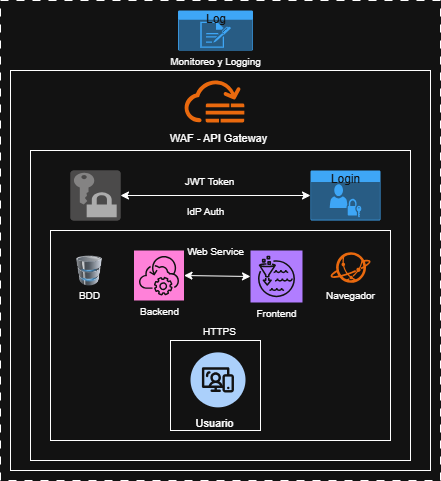 Log
Monitoreo y Logging
WAF - API Gateway
JWT Token
Login
IdP Auth
Web Service
BDD
Backend
Frontend
Navegador
HTTPS
Usuario